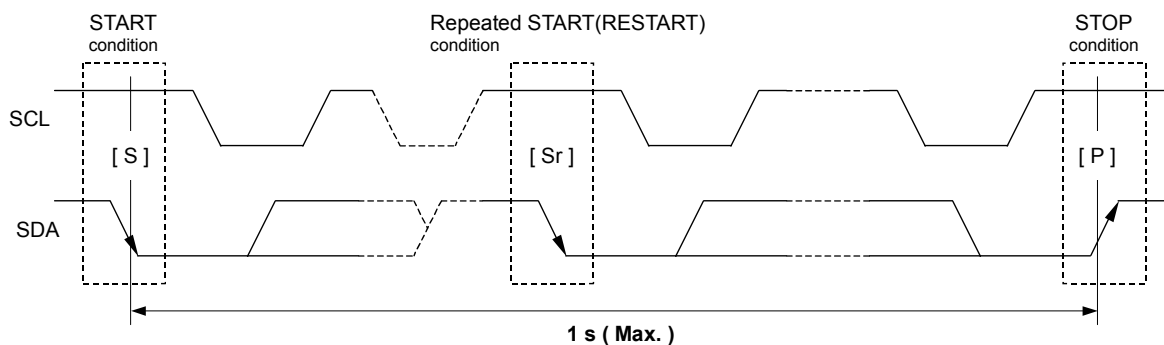 START
condition
Repeated START(RESTART)
condition
STOP
condition
SCL
[ S ]
[ Sr ]
[ P ]
SDA
1 s ( Max. )